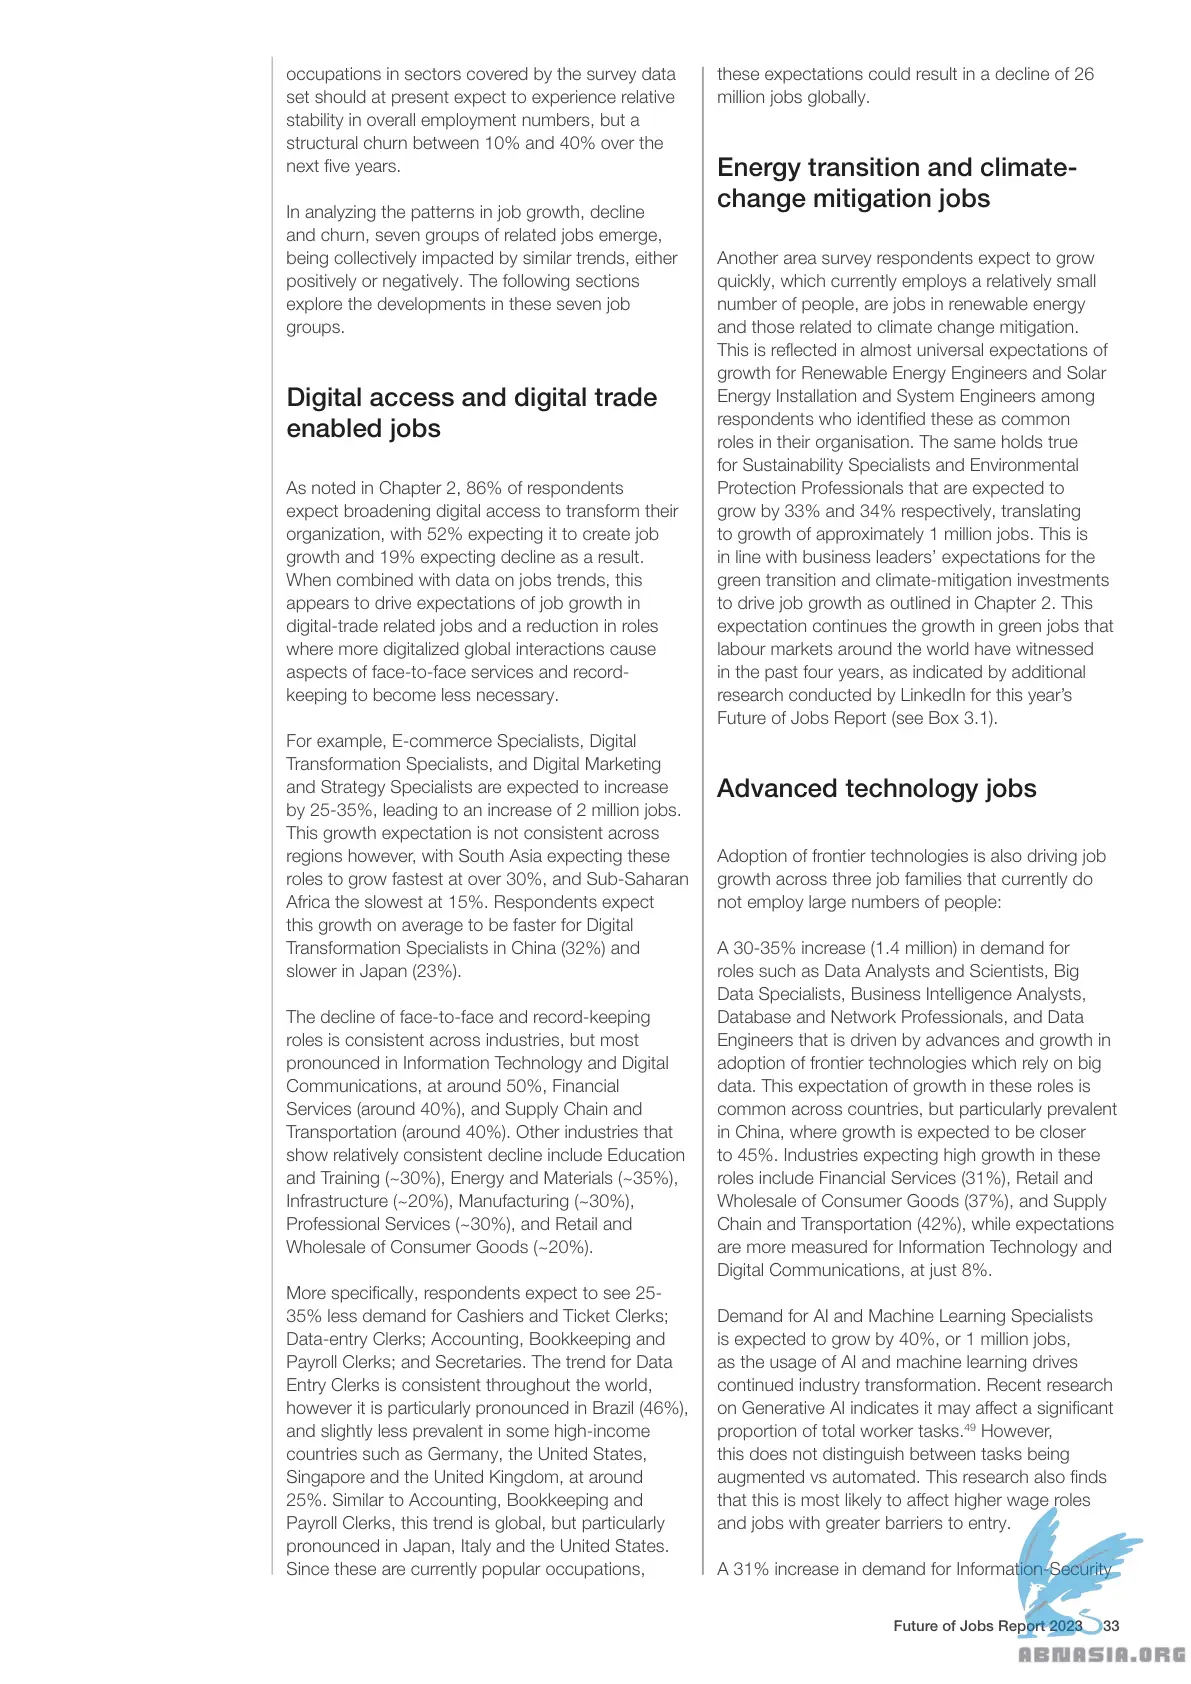 occupations in sectors covered by the survey data
set should at present expect to experience relative
stability in overall employment numbers, but a
structural churn between 10% and 40% over the
next five years.
In analyzing the patterns in job growth, decline
and churn, seven groups of related jobs emerge,
being collectively impacted by similar trends, either
positively or negatively. The following sections
explore the developments in these seven job
groups.
Digital access and digital trade
enabled jobs
As noted in Chapter 2, 86% of respondents
expect broadening digital access to transform their
organization, with 52% expecting it to create job
growth and 19% expecting decline as a result.
When combined with data on jobs trends, this
appears to drive expectations of job growth in
digital-trade related jobs and a reduction in roles
where more digitalized global interactions cause
aspects of face-to-face services and record-
keeping to become less necessary.
For example, E-commerce Specialists, Digital
Transformation Specialists, and Digital Marketing
and Strategy Specialists are expected to increase
by 25-35%, leading to an increase of 2 million jobs.
This growth expectation is not consistent across
regions however, with South Asia expecting these
roles to grow fastest at over 30%, and Sub-Saharan
Africa the slowest at 15%. Respondents expect
this growth on average to be faster for Digital
Transformation Specialists in China (32%) and
slower in Japan (23%).
The decline of face-to-face and record-keeping
roles is consistent across industries, but most
pronounced in Information Technology and Digital
Communications, at around 50%, Financial
Services (around 40%), and Supply Chain and
Transportation (around 40%). Other industries that
show relatively consistent decline include Education
and Training (~30%), Energy and Materials (~35%),
Infrastructure (~20%), Manufacturing (~30%),
Professional Services (~30%), and Retail and
Wholesale of Consumer Goods (~20%).
More specifically, respondents expect to see 25-
35% less demand for Cashiers and Ticket Clerks;
Data-entry Clerks; Accounting, Bookkeeping and
Payroll Clerks; and Secretaries. The trend for Data
Entry Clerks is consistent throughout the world,
however it is particularly pronounced in Brazil (46%),
and slightly less prevalent in some high-income
countries such as Germany, the United States,
Singapore and the United Kingdom, at around
25%. Similar to Accounting, Bookkeeping and
Payroll Clerks, this trend is global, but particularly
pronounced in Japan, Italy and the United States.
Since these are currently popular occupations,
these expectations could result in a decline of 26
million jobs globally.
Energy transition and climate-
change mitigation jobs
Another area survey respondents expect to grow
quickly, which currently employs a relatively small
number of people, are jobs in renewable energy
and those related to climate change mitigation.
This is reflected in almost universal expectations of
growth for Renewable Energy Engineers and Solar
Energy Installation and System Engineers among
respondents who identified these as common
roles in their organisation. The same holds true
for Sustainability Specialists and Environmental
Protection Professionals that are expected to
grow by 33% and 34% respectively, translating
to growth of approximately 1 million jobs. This is
in line with business leaders' expectations for the
green transition and climate-mitigation investments
to drive job growth as outlined in Chapter 2. This
expectation continues the growth in green jobs that
labour markets around the world have witnessed
in the past four years, as indicated by additional
research conducted by LinkedIn for this year's
Future of Jobs Report (see Box 3.1).
Advanced technology jobs
Adoption of frontier technologies is also driving job
growth across three job families that currently do
not employ large numbers of people:
A 30-35% increase (1.4 million) in demand for
roles such as Data Analysts and Scientists, Big
Data Specialists, Business Intelligence Analysts,
Database and Network Professionals, and Data
Engineers that is driven by advances and growth in
adoption of frontier technologies which rely on big
data. This expectation of growth in these roles is
common across countries, but particularly prevalent
in China, where growth is expected to be closer
to 45%. Industries expecting high growth in these
roles include Financial Services (31%), Retail and
Wholesale of Consumer Goods (37%), and Supply
Chain and Transportation (42%), while expectations
are more measured for Information Technology and
Digital Communications, at just 8%.
Demand for AI and Machine Learning Specialists
is expected to grow by 40%, or 1 million jobs,
as the usage of AI and machine learning drives
continued industry transformation. Recent research
on Generative AI indicates it may affect a significant
proportion of total worker tasks.⁴⁹ However,
this does not distinguish between tasks being
augmented vs automated. This research also finds
that this is most likely to affect higher wage roles
and jobs with greater barriers to entry.
A 31% increase in demand for Information-Security
Future of Jobs Report 2023 33
ABNASIA.ORG